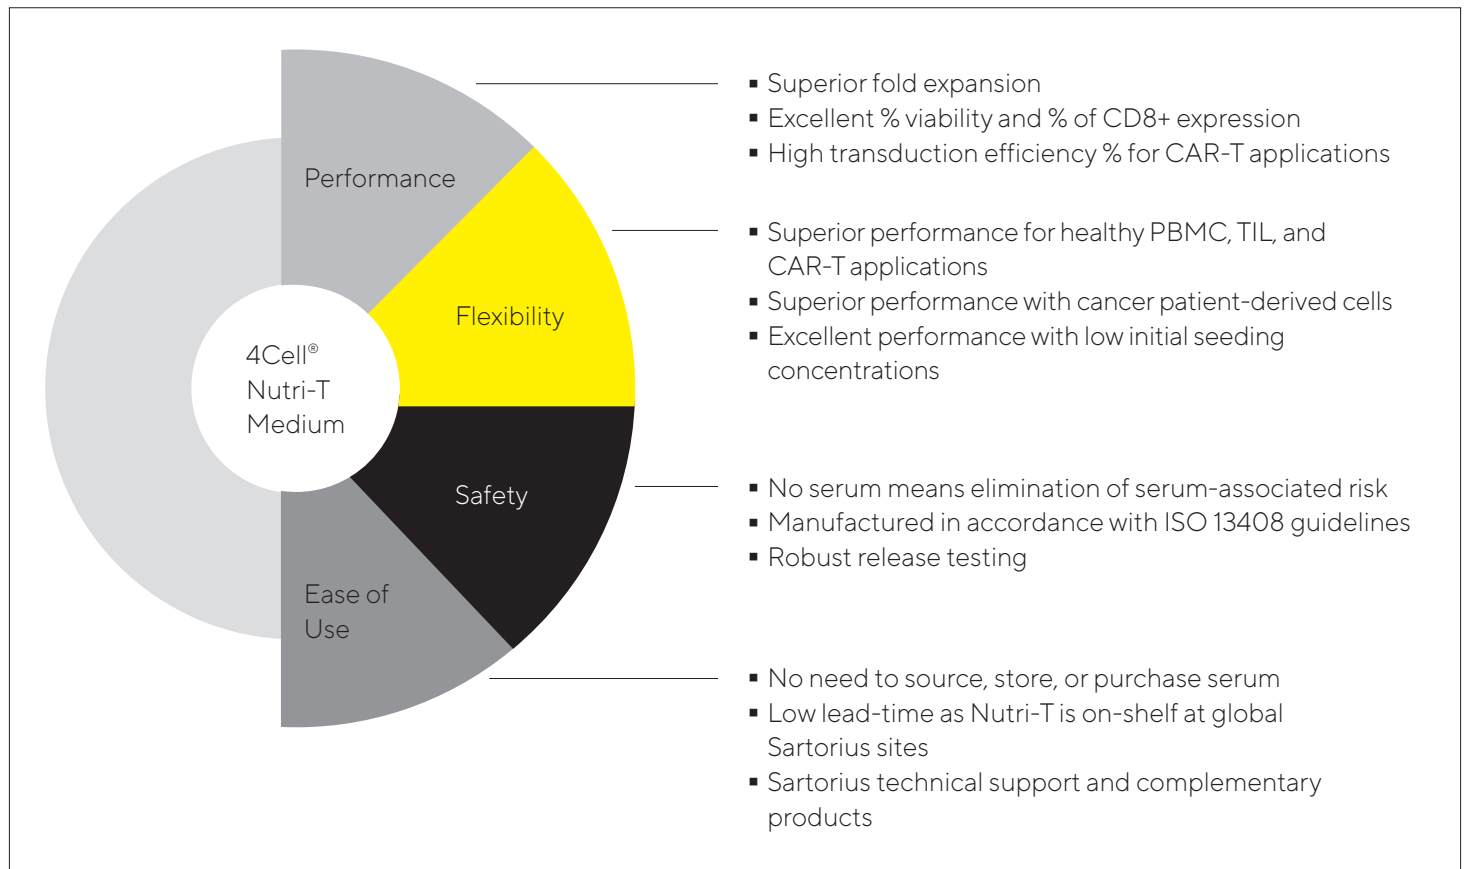 Performance
▪ Superior fold expansion
▪ Excellent % viability and % of CD8+ expression
▪ High transduction efficiency % for CAR-T applications
Flexibility
▪ Superior performance for healthy PBMC, TIL, and
CAR-T applications
▪ Superior performance with cancer patient-derived cells
▪ Excellent performance with low initial seeding
concentrations
4Cell®
Nutri-T
Medium
Safety
▪ No serum means elimination of serum-associated risk
▪ Manufactured in accordance with ISO 13408 guidelines
▪ Robust release testing
Ease of
Use
▪ No need to source, store, or purchase serum
▪ Low lead-time as Nutri-T is on-shelf at global
Sartorius sites
▪ Sartorius technical support and complementary
products